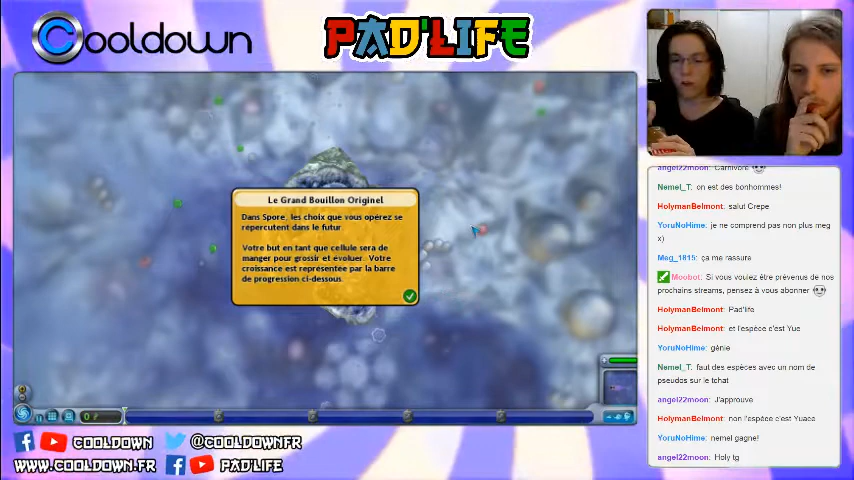 Cooldown
PAD'LIFE
Le Grand Bouillon Originel
Dans Spore, les choix que vous opérez se
répercutent dans le futur.
Votre but en tant que cellule sera de
manger pour grossir et évoluer. Votre
croissance est représentée par la barre
de progression ci-dessous.
0
COOLDOWN
@COOLDOWNFR
WWW.COOLDOWN.FR
PAD'LIFE
angel22moon: Carnivore
Nemel_T: on est des bonhommes!
HolymanBelmont: salut Crepe
YoruNoHime: je ne comprend pas non plus meg
x)
Meg_1815: ça me rassure
Moobot: Si vous voulez être prévenus de nos
prochains streams, pensez à vous abonner
HolymanBelmont: Pad'life
HolymanBelmont: et l'espèce c'est Yue
YoruNoHime: génie
Nemel_T: faut des espèces avec un nom de
pseudos sur le tchat
angel22moon: J'approuve
HolymanBelmont: non l'espèce c'est Yuace
YoruNoHime: nemel gagne!
angel22moon: Holy tg